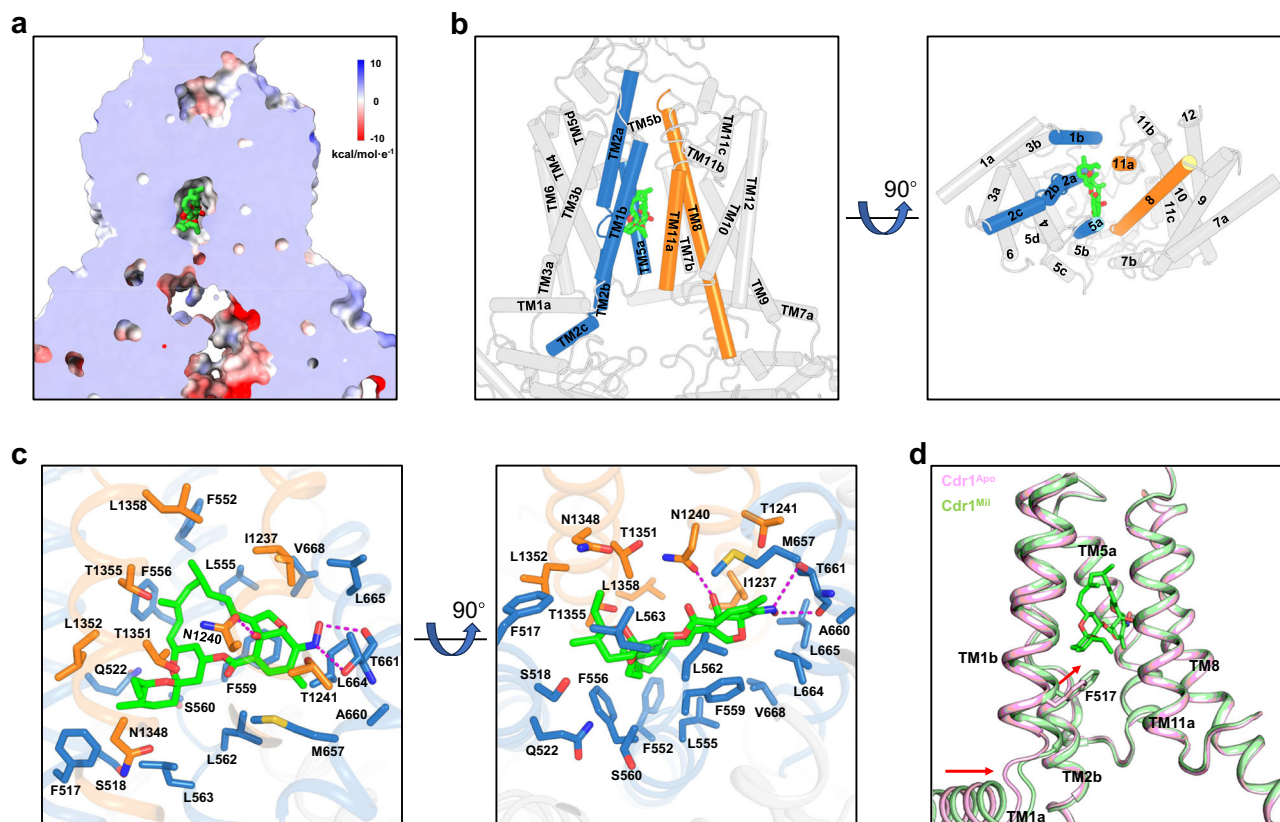 a
10
0
-10
kcal/mol·e⁻¹
b
TM5d
TM4
TM6
TM3b
TM3a
TM1a
TM2a
TM5b
TM1b
TM2b
TM2c
TM5a
TM11a
TM7b
TM8
TM11b
TM11c
TM10
TM12
TM9
TM7a
90°
1a
3b
1b
11b
12
11a
3a
2c
2b
2a
4
5a
8
10
11c
9
7a
6
5d
5c
5b
7b
c
L1358
F552
I1237
V668
T1355
F556
L555
L665
L1352
T1351
N1240
Q522
T661
L664
F559
T1241
S560
A660
N1348
L562
M657
F517
S518
L563
90°
N1348
T1351
N1240
T1241
M657
L1352
T661
L1358
I1237
T1355
L563
F517
A660
L665
L562
S518
F556
L664
F559
V668
Q522
F552
L555
S560
d
Cdr1ᴬᵖᵒ
Cdr1ᴹⁱˡ
TM5a
TM1b
F517
TM8
TM11a
TM2b
TM1a